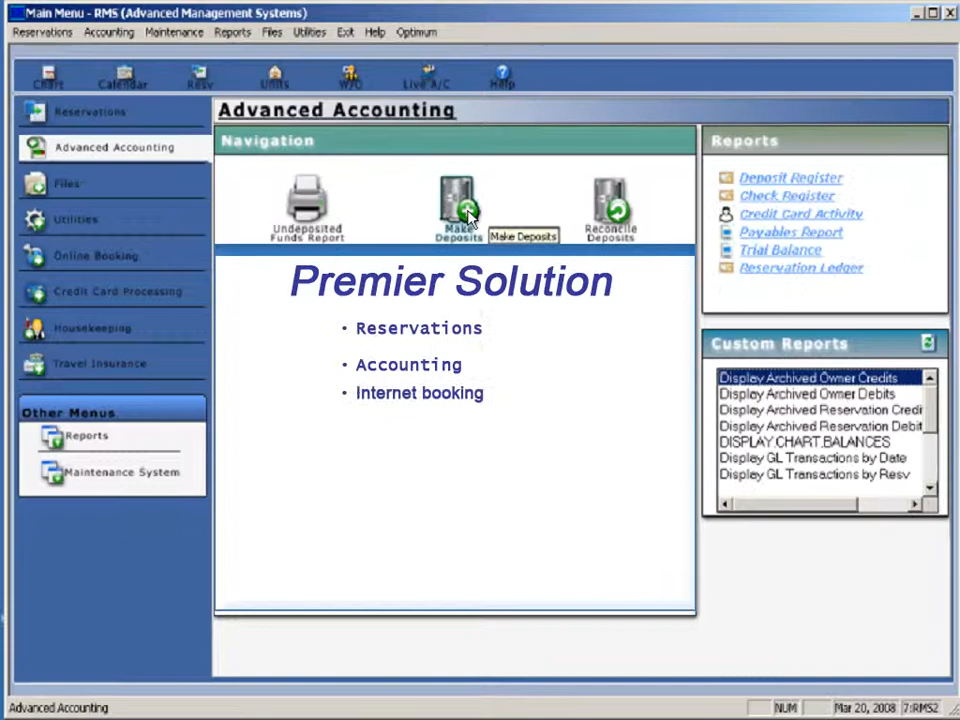 Main Menu - RMS (Advanced Management Systems)
Reservations Accounting Maintenance Reports Files Utilities Exit Help Optimum
Chart Calendar Resv Units W/O Live A/C Help
Reservations
Advanced Accounting
Files
Utilities
Online Booking
Credit Card Processing
Housekeeping
Travel Insurance
Other Menus
Reports
Maintenance System
Advanced Accounting
Navigation
Undeposited
Funds Report
Make
Deposits
Make Deposits
Reconcile
Deposits
Premier Solution
• Reservations
• Accounting
• Internet booking
Reports
Deposit Register
Check Register
Credit Card Activity
Payables Report
Trial Balance
Reservation Ledger
Custom Reports
Display Archived Owner Credits
Display Archived Owner Debits
Display Archived Reservation Credi
Display Archived Reservation Debit
DISPLAY.CHART.BALANCES
Display GL Transactions by Date
Display GL Transactions by Resv
Advanced Accounting
NUM
Mar 20, 2008
7:RMS2